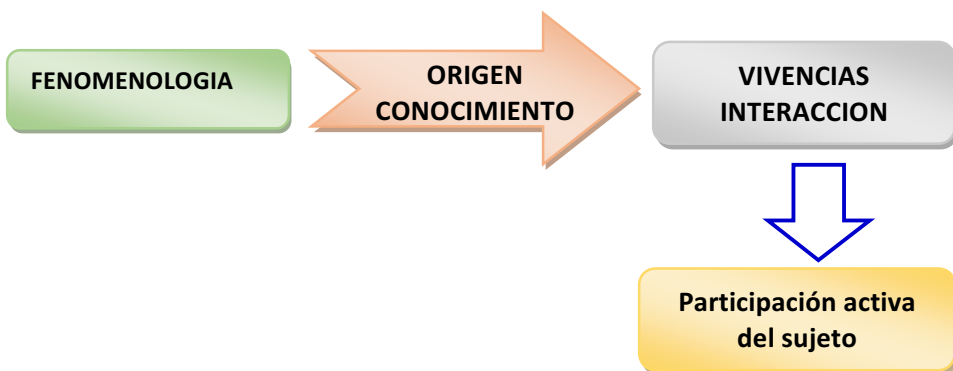 FENOMENOLOGIA
ORIGEN
CONOCIMIENTO
VIVENCIAS
INTERACCION
Participación activa
del sujeto